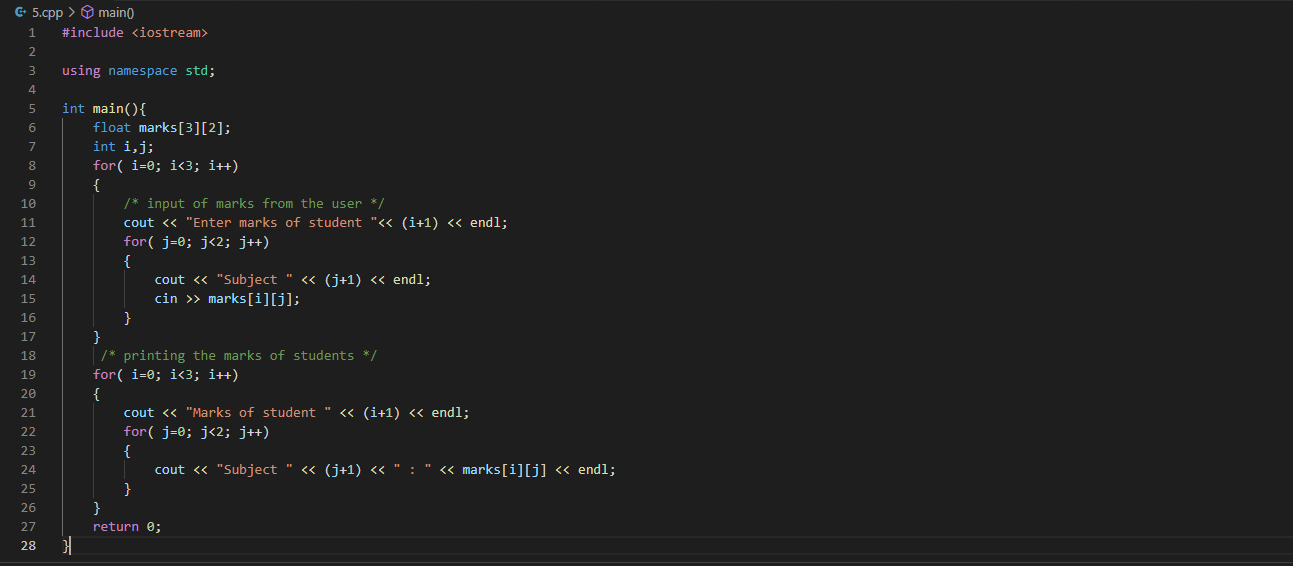 5.cpp > main()
1 #include <iostream>
2
3 using namespace std;
4
5 int main(){
6     float marks[3][2];
7     int i,j;
8     for( i=0; i<3; i++)
9     {
10         /* input of marks from the user */
11         cout << "Enter marks of student "<< (i+1) << endl;
12         for( j=0; j<2; j++)
13         {
14             cout << "Subject " << (j+1) << endl;
15             cin >> marks[i][j];
16         }
17     }
18      /* printing the marks of students */
19     for( i=0; i<3; i++)
20     {
21         cout << "Marks of student " << (i+1) << endl;
22         for( j=0; j<2; j++)
23         {
24             cout << "Subject " << (j+1) << " : " << marks[i][j] << endl;
25         }
26     }
27     return 0;
28 }